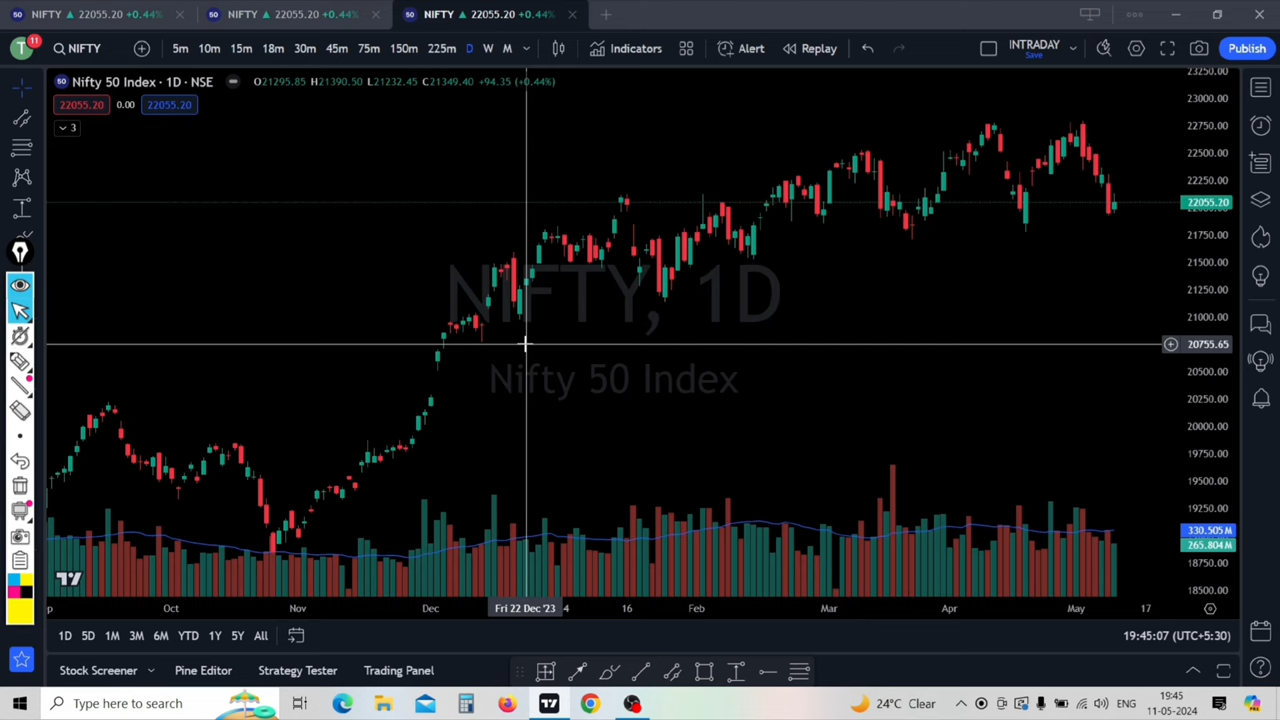 NIFTY ▲ 22055.20 +0.44%
NIFTY ▲ 22055.20 +0.44%
NIFTY ▲ 22055.20 +0.44%
T 11 NIFTY 5m 10m 15m 18m 30m 45m 75m 150m 225m D W M Indicators Alert Replay INTRADAY Save Publish
50 Nifty 50 Index · 1D · NSE O21295.85 H21390.50 L21232.45 C21349.40 +94.35 (+0.44%)
22055.20 0.00 22055.20
3
23250.00
23000.00
22750.00
22500.00
22250.00
22055.20
21750.00
21500.00
21250.00
21000.00
20755.65
20500.00
20250.00
20000.00
19750.00
19500.00
19250.00
330.505M
265.804M
18750.00
18500.00
NIFTY, 1D
Nifty 50 Index
Oct Nov Dec Fri 22 Dec '23 4 16 Feb Mar Apr May 17
1D 5D 1M 3M 6M YTD 1Y 5Y All 19:45:07 (UTC+5:30)
Stock Screener Pine Editor Strategy Tester Trading Panel
Type here to search 24°C Clear ENG 19:45
11-05-2024